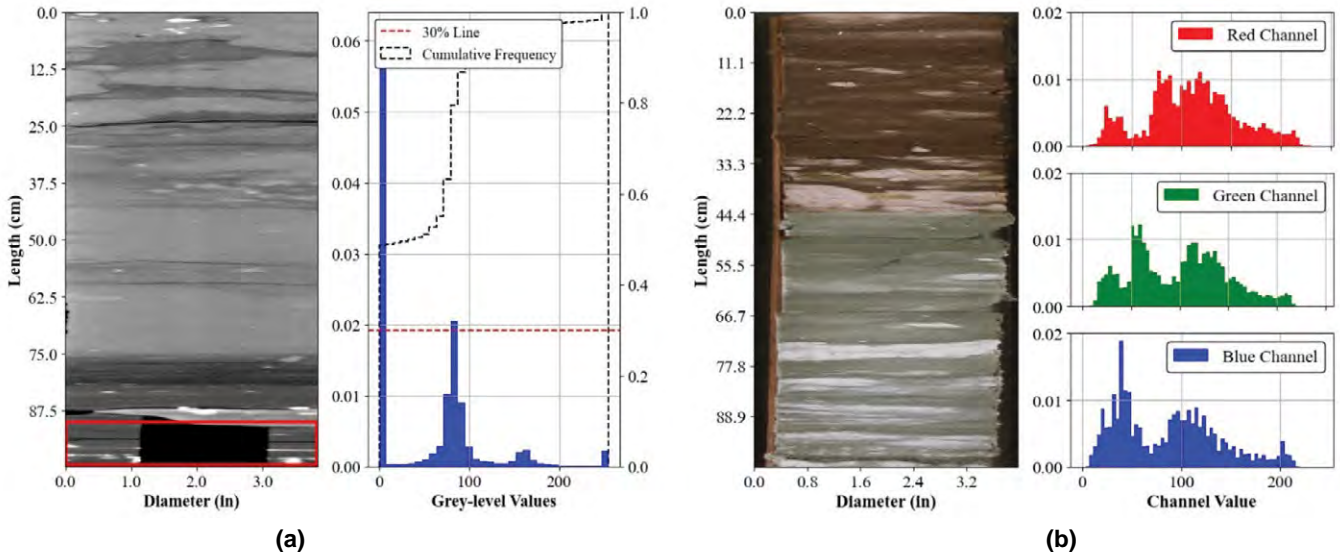 0.0
12.5
25.0
37.5
50.0
62.5
75.0
87.5
Length (cm)
0.0 1.0 2.0 3.0
Diameter (in)
0.06
0.05
0.04
0.03
0.02
0.01
0.00
30% Line
Cumulative Frequency
1.0
0.8
0.6
0.4
0.2
0.0
0 100 200
Grey-level Values
(a)
0.0
11.1
22.2
33.3
44.4
55.5
66.7
77.8
88.9
Length (cm)
0.0 0.8 1.6 2.4 3.2
Diameter (in)
0.02
0.01
0.00
Red Channel
0.02
0.01
0.00
Green Channel
0.02
0.01
0.00
Blue Channel
0 100 200
Channel Value
(b)